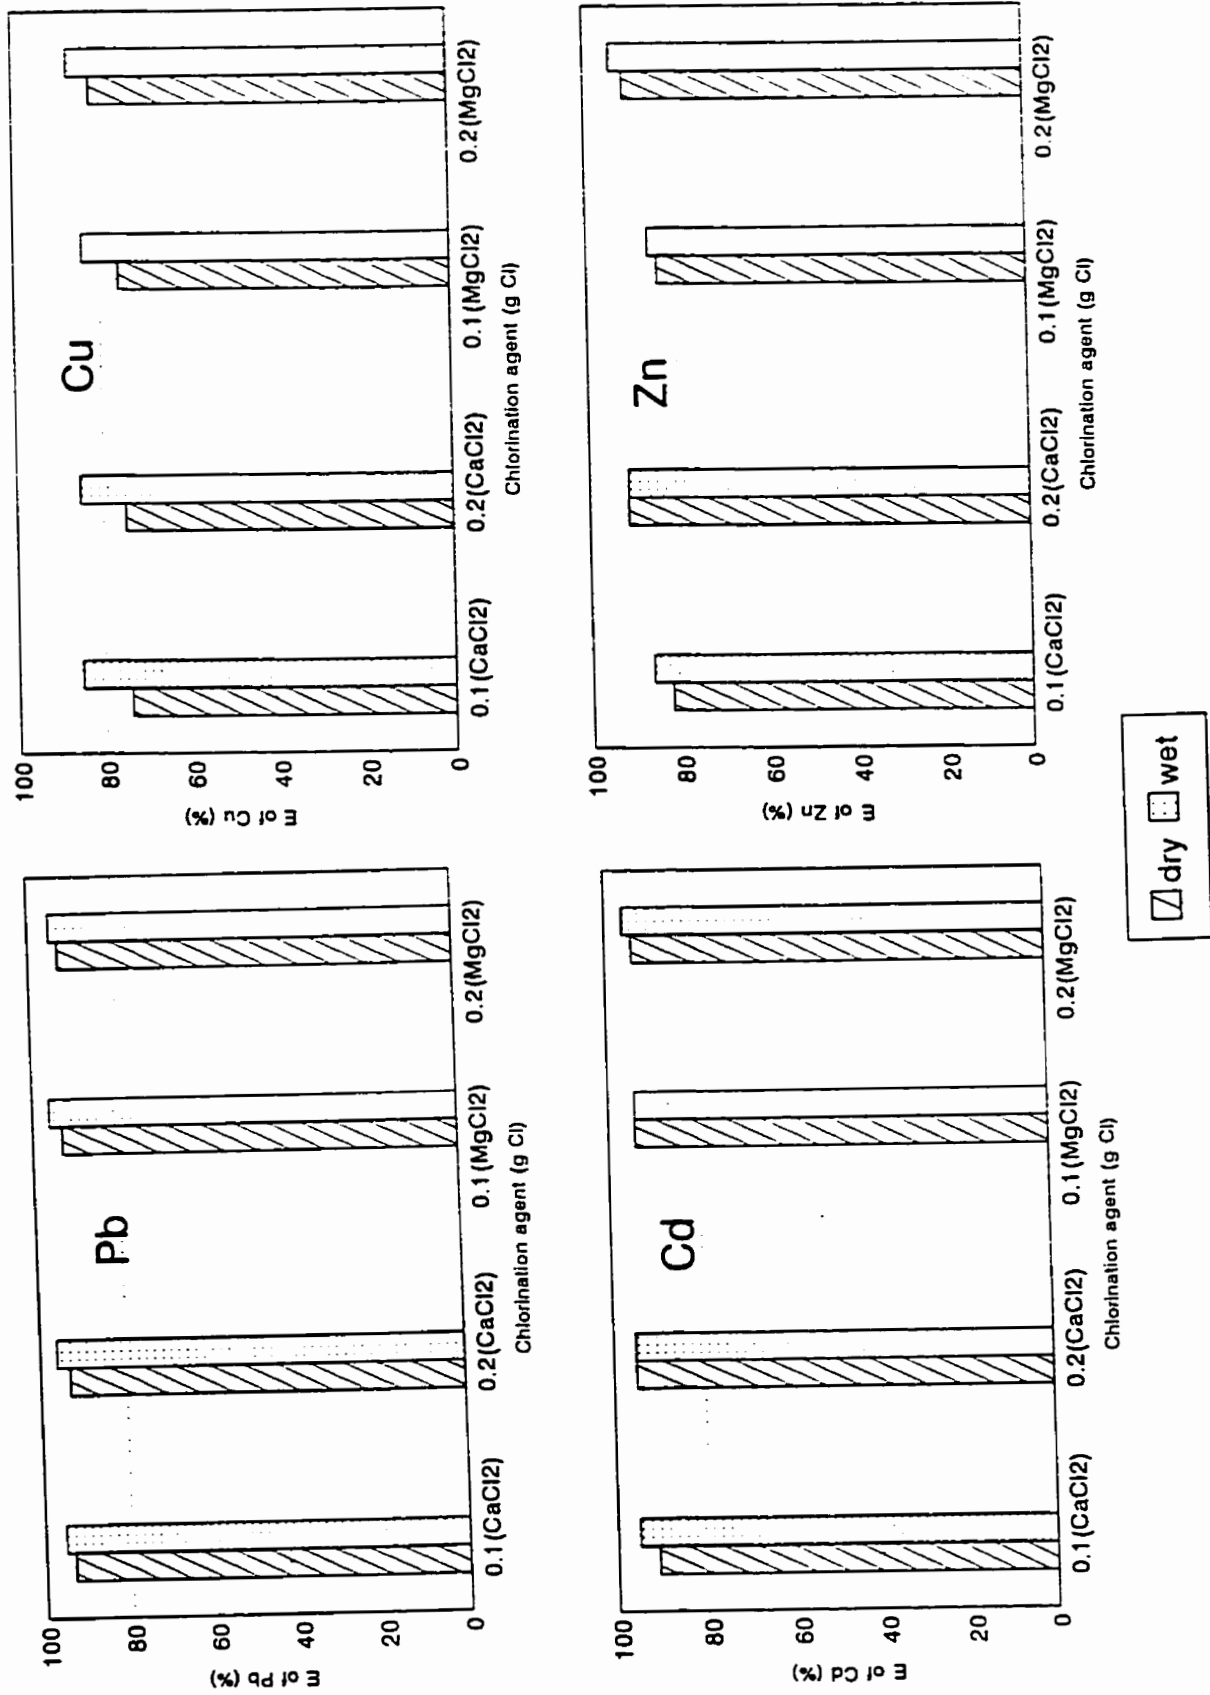 Pb
E of Pb (%)
100
80
60
40
20
0
0.1(CaCl2)
0.2(CaCl2)
0.1(MgCl2)
0.2(MgCl2)
Chlorination agent (g Cl)
Cu
E of Cu (%)
100
80
60
40
20
0
0.1(CaCl2)
0.2(CaCl2)
0.1(MgCl2)
0.2(MgCl2)
Chlorination agent (g Cl)
Cd
E of Cd (%)
100
80
60
40
20
0
0.1(CaCl2)
0.2(CaCl2)
0.1(MgCl2)
0.2(MgCl2)
Chlorination agent (g Cl)
Zn
E of Zn (%)
100
80
60
40
20
0
0.1(CaCl2)
0.2(CaCl2)
0.1(MgCl2)
0.2(MgCl2)
Chlorination agent (g Cl)
dry wet